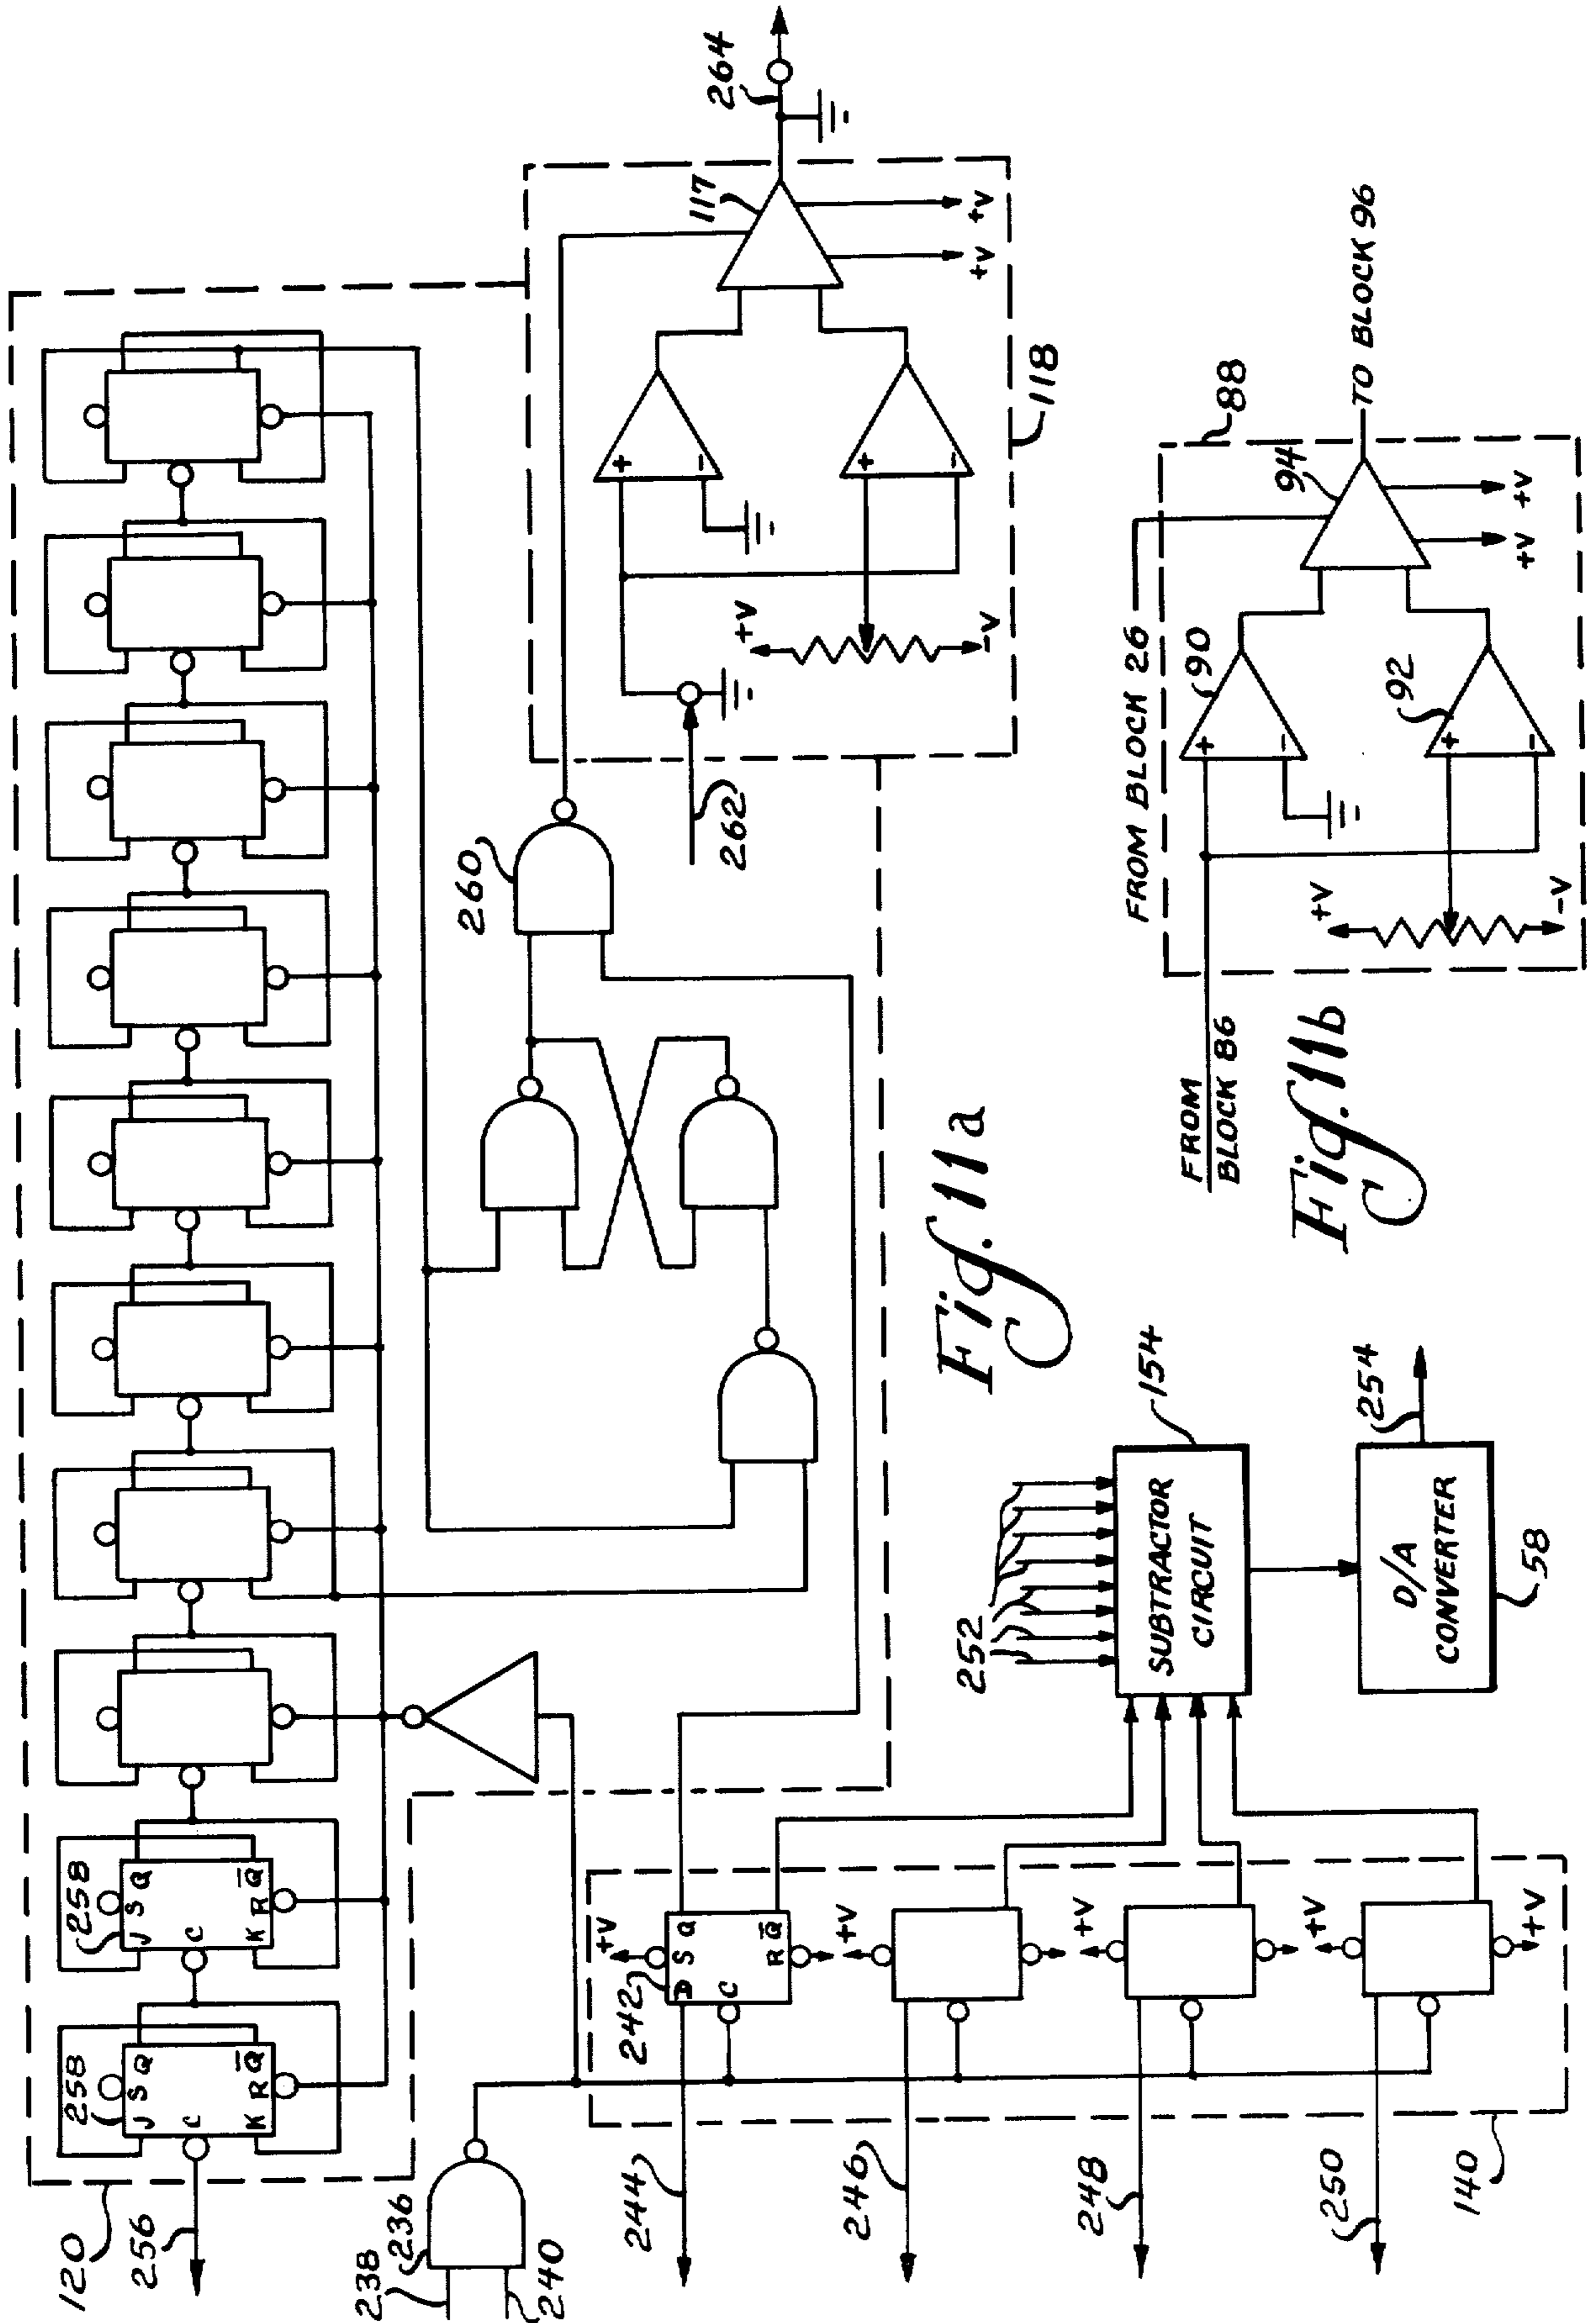 120
256
258
J S Q
C
K R Q̅
258
J S Q
C
K R Q̅
236
238
240
260
262
264
117
+V
+V
+
-
+
-
+V
-V
118
244
242
D S Q
C
R Q̅
+V
246
+V
248
+V
250
+V
+V
140
252
SUBTRACTOR
CIRCUIT
154
D/A
CONVERTER
58
254
Fig. 11a
FROM BLOCK 26
88
90
+
-
92
+
-
94
+V
+V
+V
-V
TO BLOCK 96
FROM
BLOCK 86
Fig. 11b